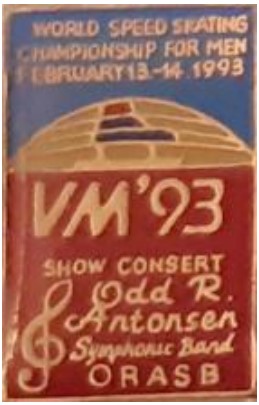 WORLD SPEED SKATING
CHAMPIONSHIP FOR MEN
FEBRUARY 13.-14. 1993
VM'93
SHOW CONSERT
Odd R.
Antonsen
Symphonic Band
ORASB